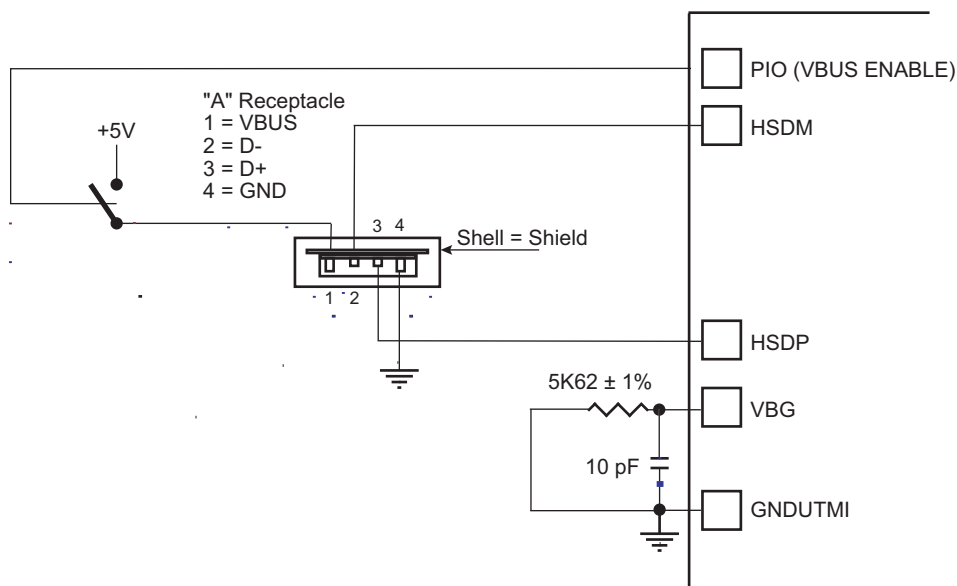 PIO (VBUS ENABLE)
"A" Receptacle
1 = VBUS
2 = D-
3 = D+
4 = GND
+5V
HSDM
3 4
Shell = Shield
1 2
HSDP
5K62 ± 1%
VBG
10 pF
GNDUTMI